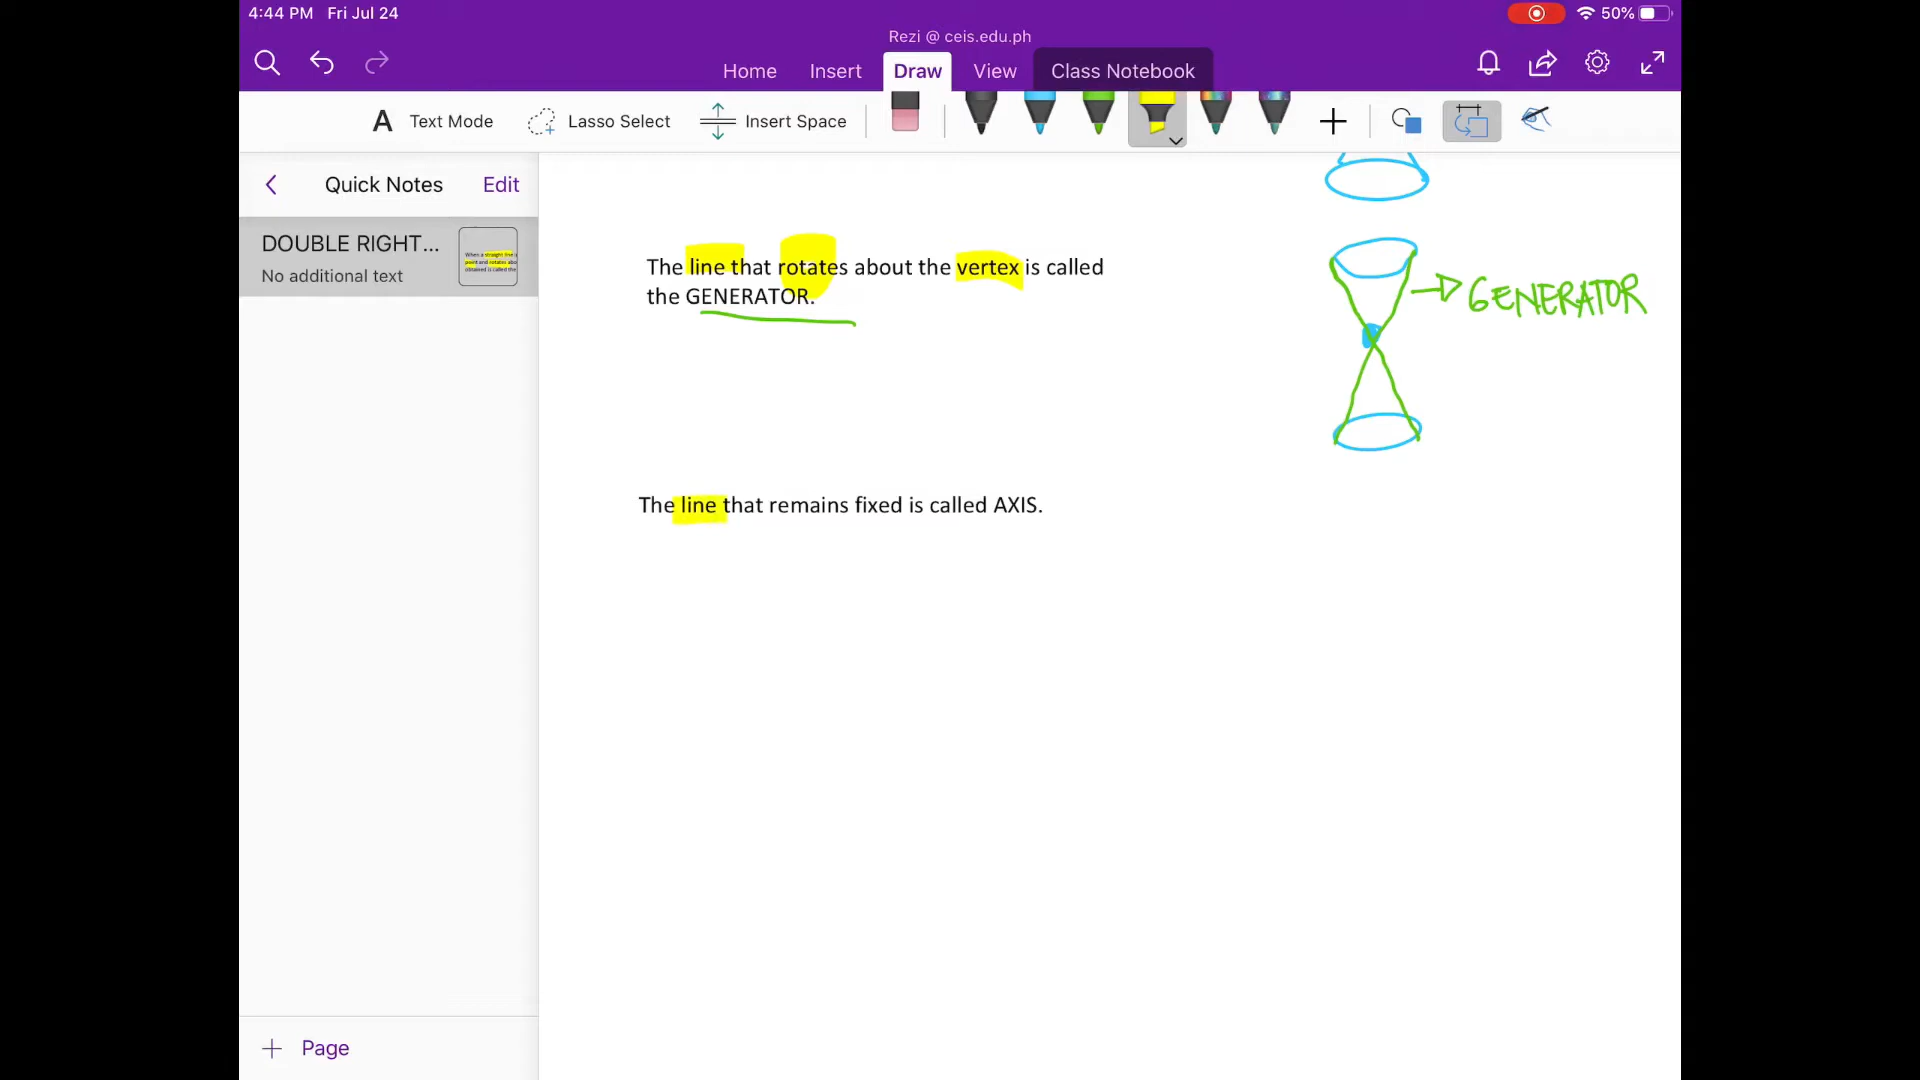 4:44 PM Fri Jul 24
50%
Rezi @ ceis.edu.ph
Home Insert Draw View Class Notebook
A Text Mode Lasso Select Insert Space
Quick Notes Edit
DOUBLE RIGHT...
No additional text
The line that rotates about the vertex is called
the GENERATOR.
GENERATOR
The line that remains fixed is called AXIS.
Page